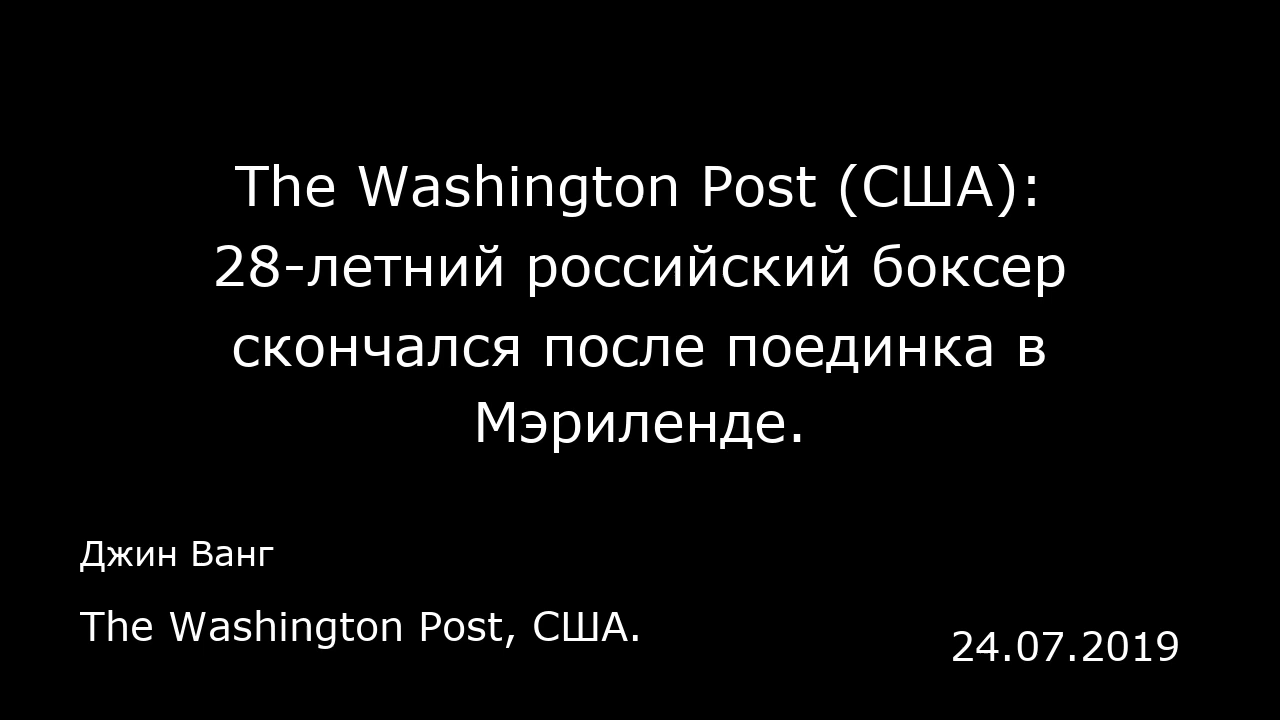 The Washington Post (США):
28-летний российский боксер
скончался после поединка в
Мэриленде.
Джин Ванг
The Washington Post, США.
24.07.2019